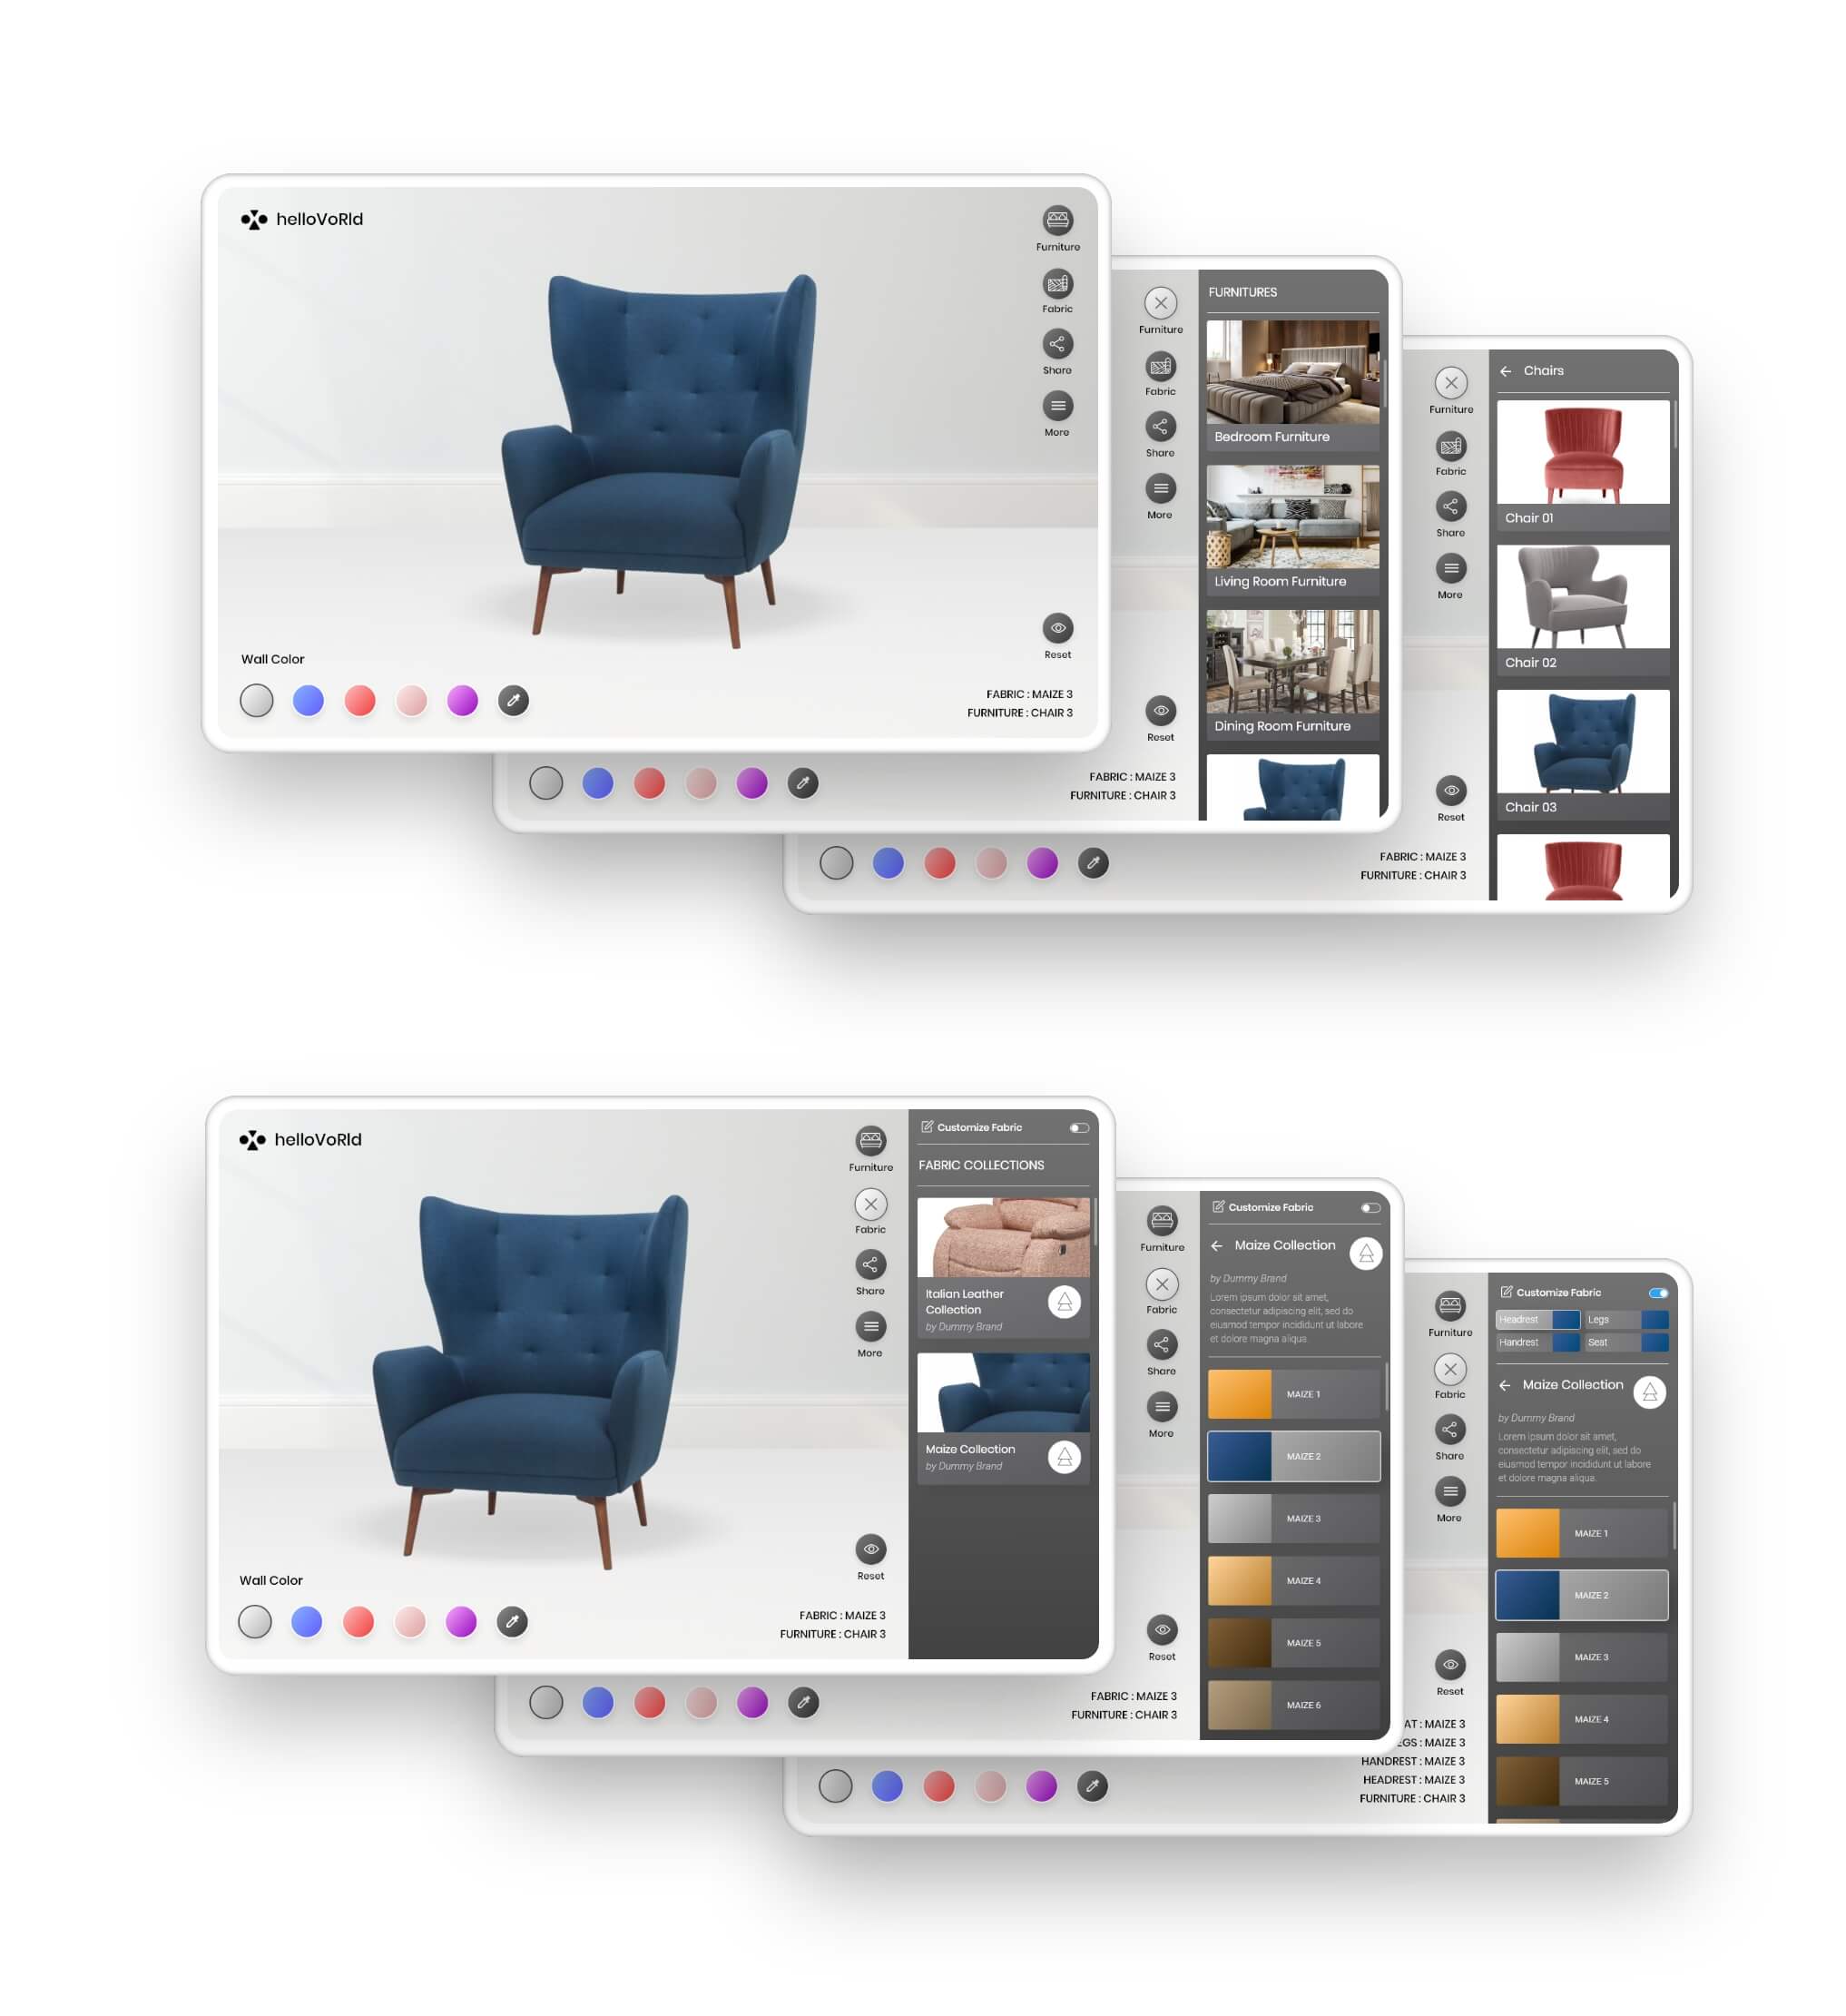 helloVoRld
Furniture
Fabric
Share
More
Wall Color
Reset
FABRIC : MAIZE 3
FURNITURE : CHAIR 3
Furniture
Fabric
Share
More
Reset
FABRIC : MAIZE 3
FURNITURE : CHAIR 3
FURNITURES
Bedroom Furniture
Living Room Furniture
Dining Room Furniture
Furniture
Fabric
Share
More
Reset
FABRIC : MAIZE 3
FURNITURE : CHAIR 3
Chairs
Chair 01
Chair 02
Chair 03
helloVoRld
Furniture
Fabric
Share
More
Wall Color
Reset
FABRIC : MAIZE 3
FURNITURE : CHAIR 3
Customize Fabric
FABRIC COLLECTIONS
Italian Leather
Collection
by Dummy Brand
Maize Collection
by Dummy Brand
Furniture
Fabric
Share
More
Reset
FABRIC : MAIZE 3
FURNITURE : CHAIR 3
Customize Fabric
Maize Collection
by Dummy Brand
Lorem ipsum dolor sit amet,
consectetur adipiscing elit, sed do
eiusmod tempor incididunt ut labore
et dolore magna aliqua.
MAIZE 1
MAIZE 2
MAIZE 3
MAIZE 4
MAIZE 5
MAIZE 6
Furniture
Fabric
Share
More
Reset
AT : MAIZE 3
EGS : MAIZE 3
HANDREST : MAIZE 3
HEADREST : MAIZE 3
FURNITURE : CHAIR 3
Customize Fabric
Headrest
Legs
Handrest
Seat
Maize Collection
by Dummy Brand
Lorem ipsum dolor sit amet,
consectetur adipiscing elit, sed do
eiusmod tempor incididunt ut labore
et dolore magna aliqua.
MAIZE 1
MAIZE 2
MAIZE 3
MAIZE 4
MAIZE 5